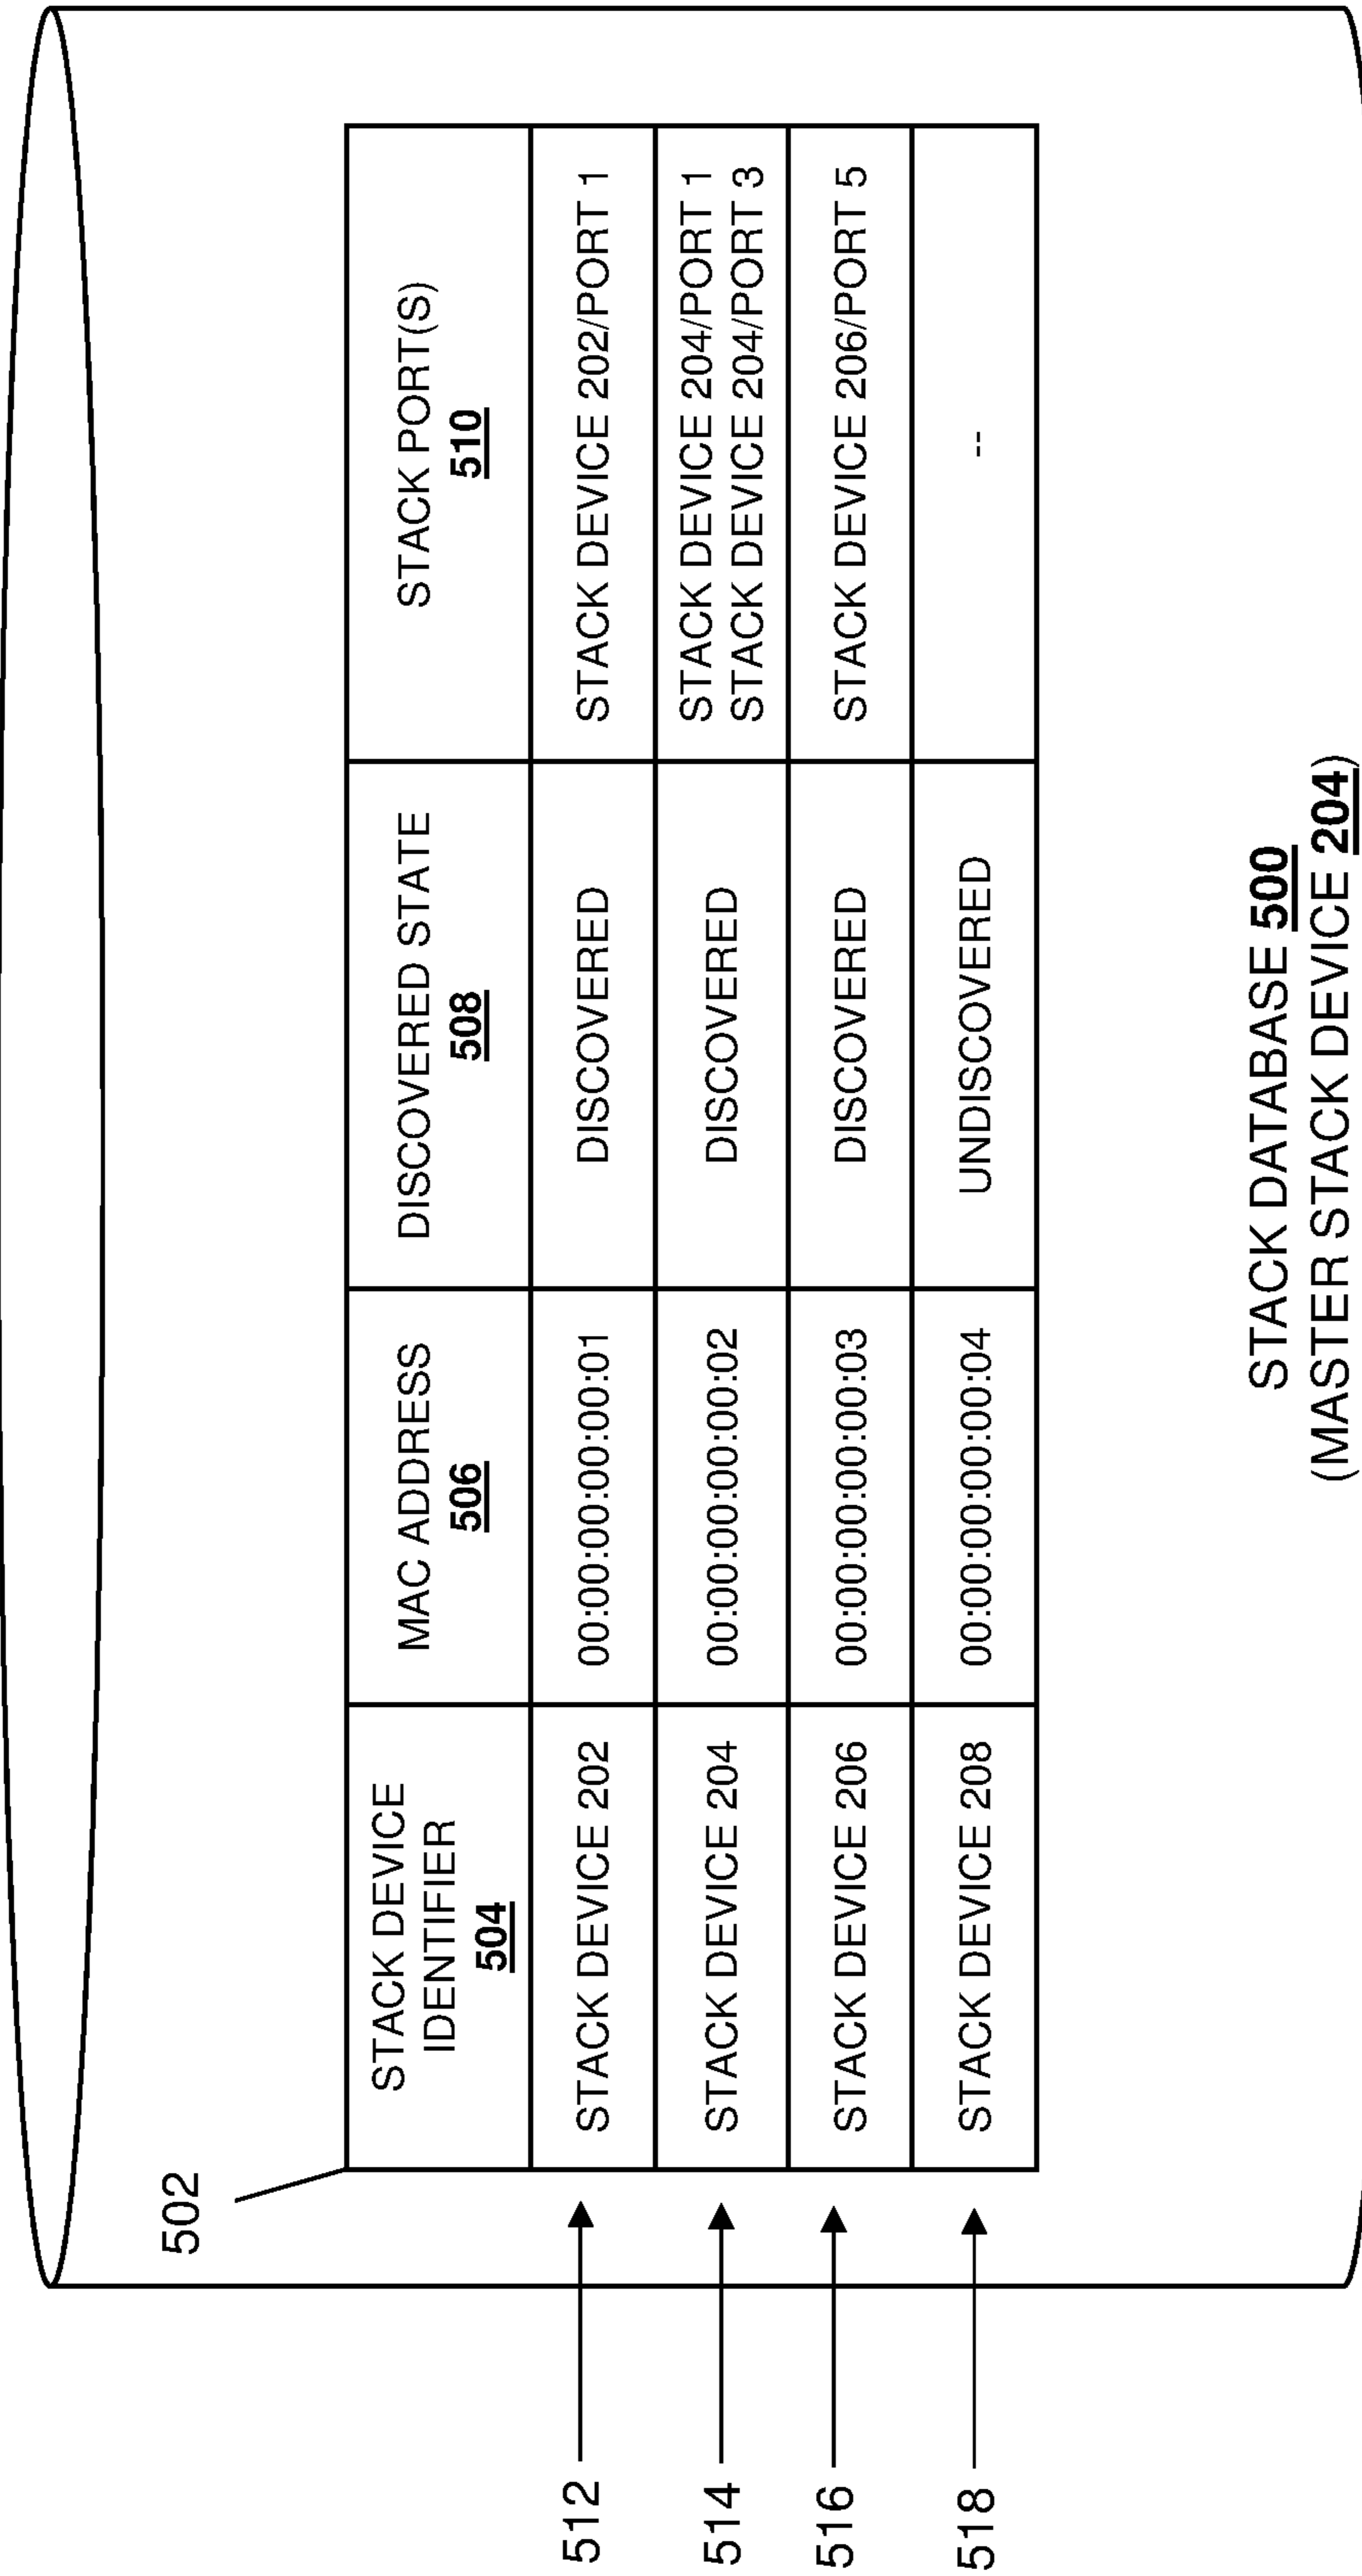 502
STACK DEVICE
IDENTIFIER
504
MAC ADDRESS
506
DISCOVERED STATE
508
STACK PORT(S)
510
512
STACK DEVICE 202
00:00:00:00:00:01
DISCOVERED
STACK DEVICE 202/PORT 1
514
STACK DEVICE 204
00:00:00:00:00:02
DISCOVERED
STACK DEVICE 204/PORT 1
STACK DEVICE 204/PORT 3
516
STACK DEVICE 206
00:00:00:00:00:03
DISCOVERED
STACK DEVICE 206/PORT 5
518
STACK DEVICE 208
00:00:00:00:00:04
UNDISCOVERED
--
STACK DATABASE 500
(MASTER STACK DEVICE 204)